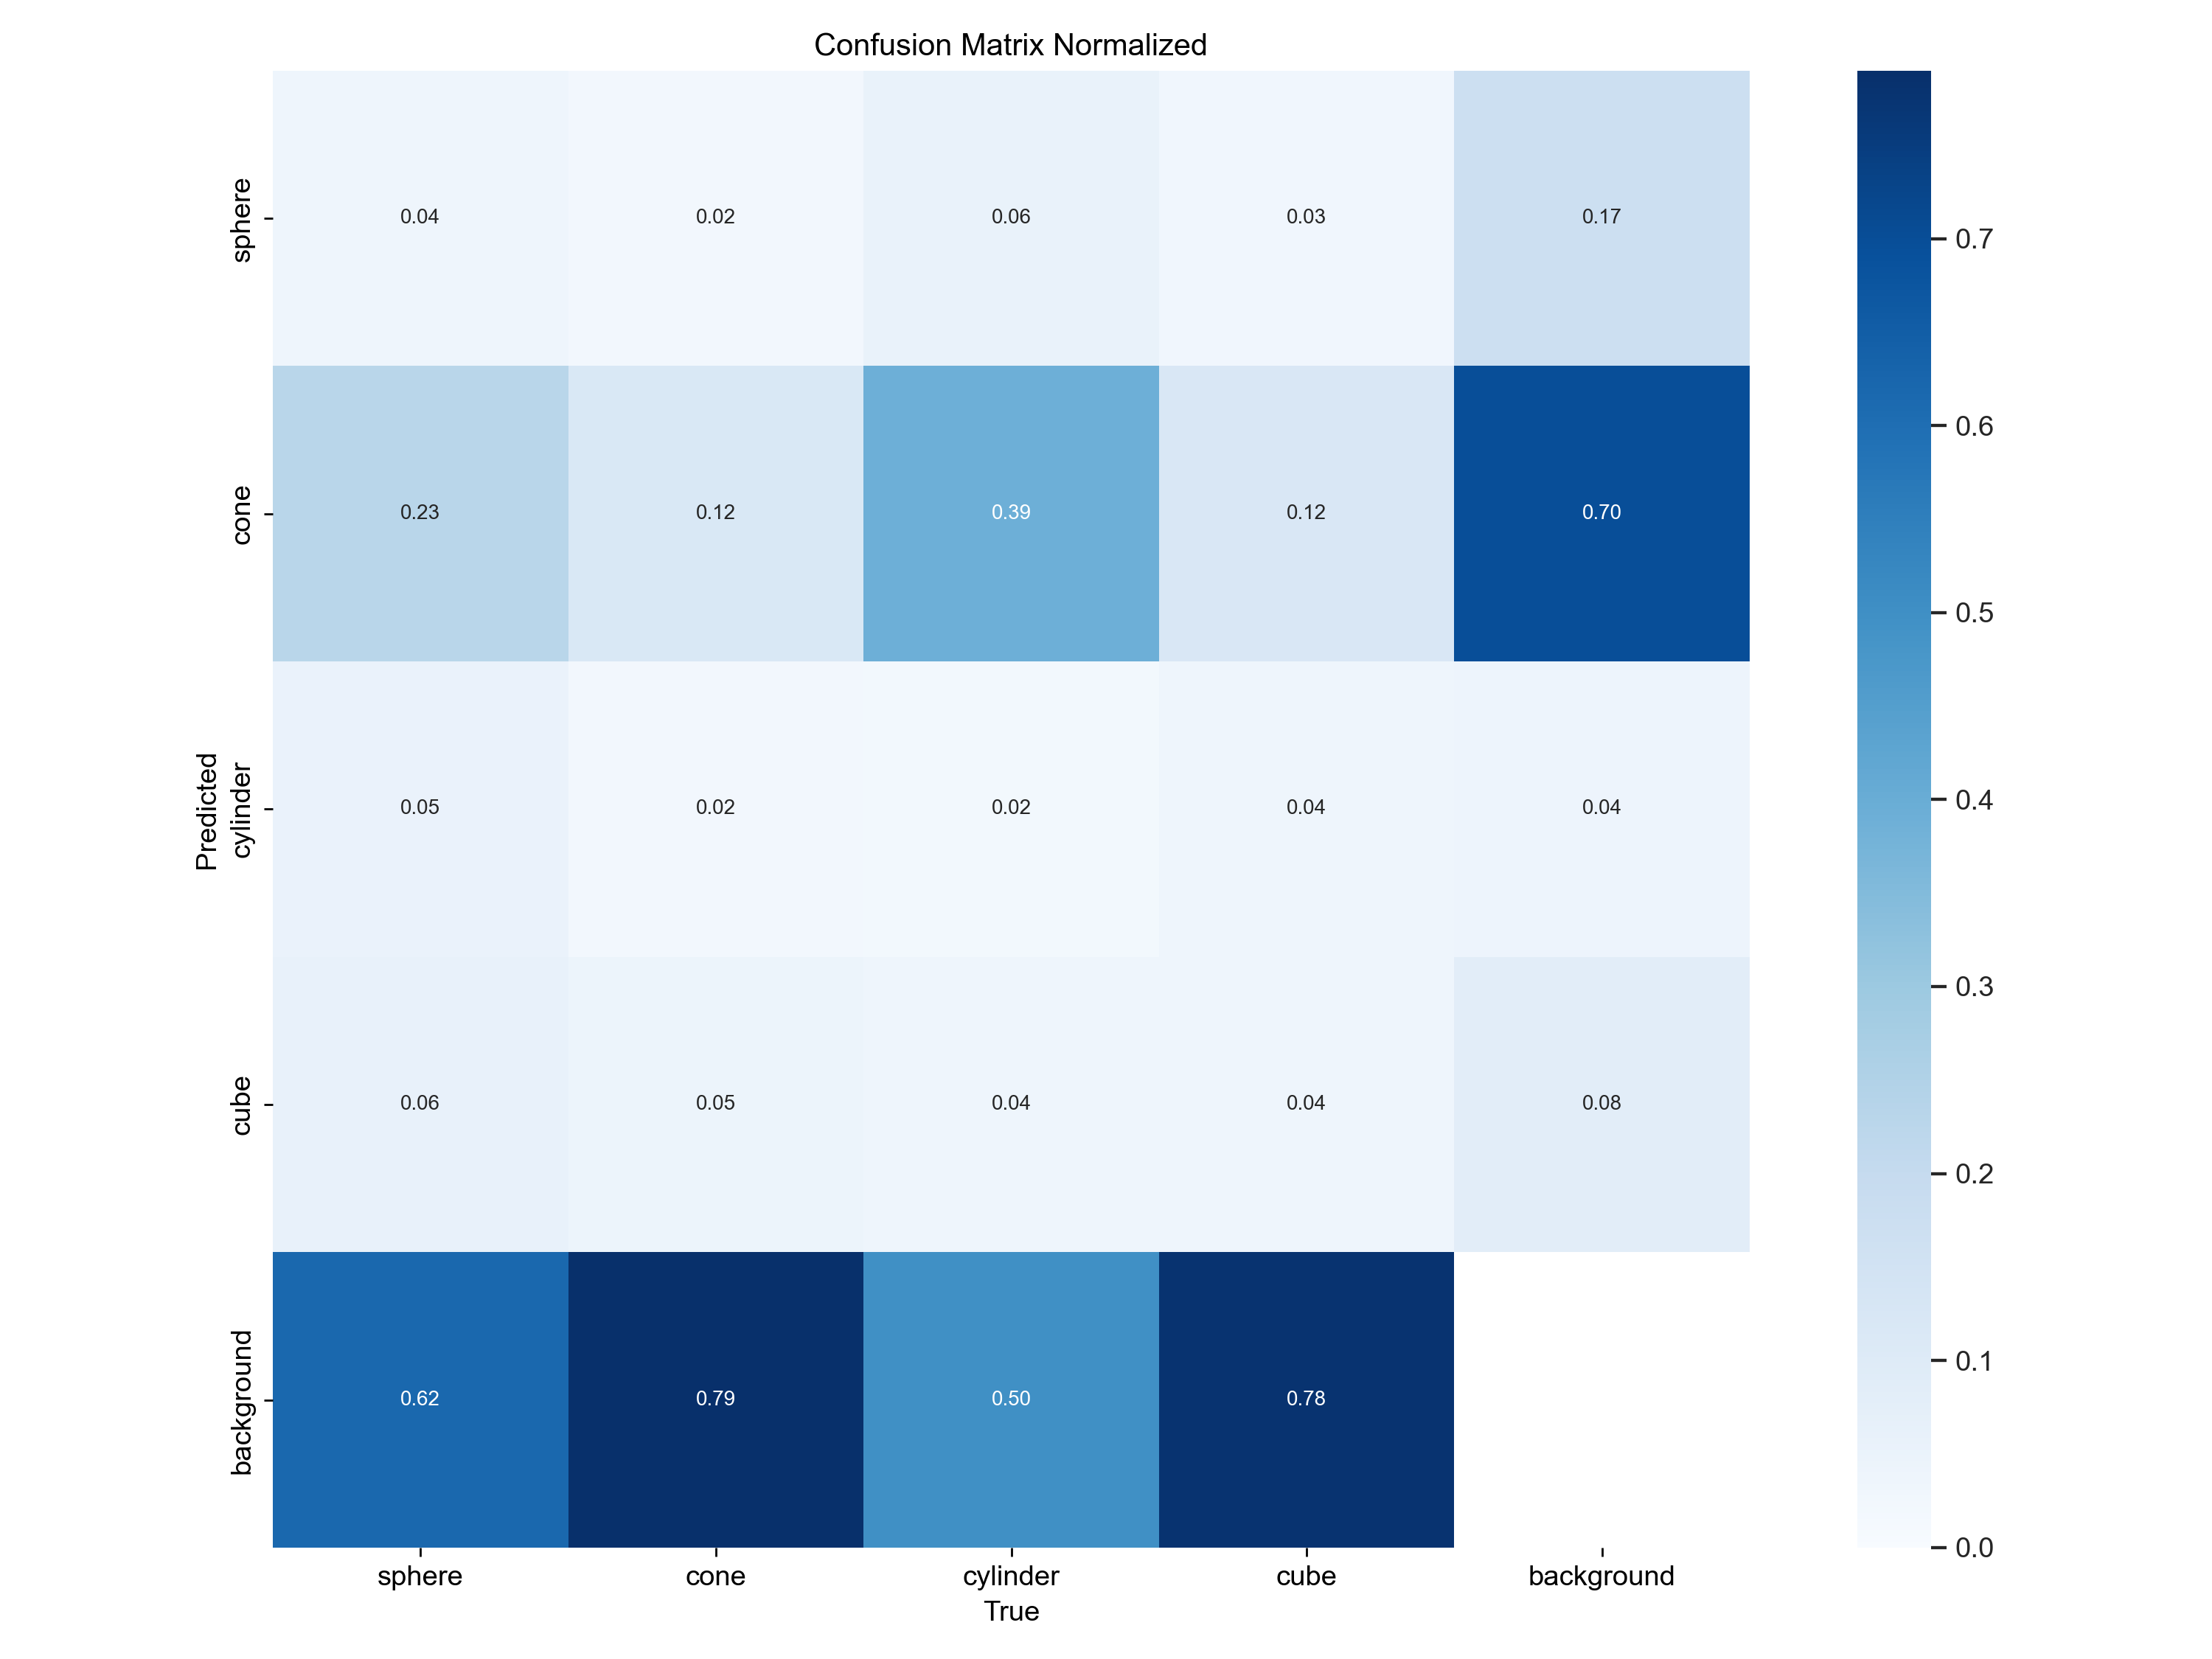 Confusion Matrix Normalized
sphere
0.04 0.02 0.06 0.03 0.17
cone
0.23 0.12 0.39 0.12 0.70
Predicted
cylinder
0.05 0.02 0.02 0.04 0.04
cube
0.06 0.05 0.04 0.04 0.08
background
0.62 0.79 0.50 0.78
sphere cone cylinder cube background
True
0.7
0.6
0.5
0.4
0.3
0.2
0.1
0.0